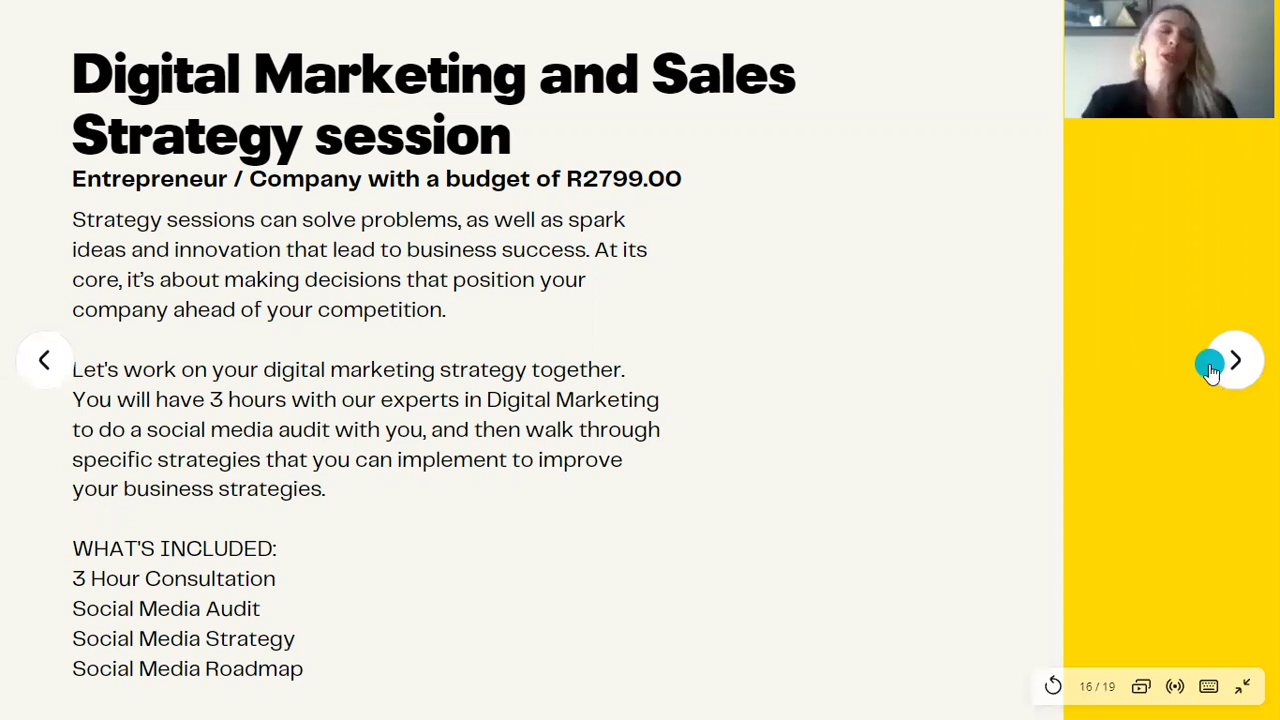 Digital Marketing and Sales
Strategy session
Entrepreneur / Company with a budget of R2799.00
Strategy sessions can solve problems, as well as spark
ideas and innovation that lead to business success. At its
core, it's about making decisions that position your
company ahead of your competition.
Let's work on your digital marketing strategy together.
You will have 3 hours with our experts in Digital Marketing
to do a social media audit with you, and then walk through
specific strategies that you can implement to improve
your business strategies.
WHAT'S INCLUDED:
3 Hour Consultation
Social Media Audit
Social Media Strategy
Social Media Roadmap
16 / 19